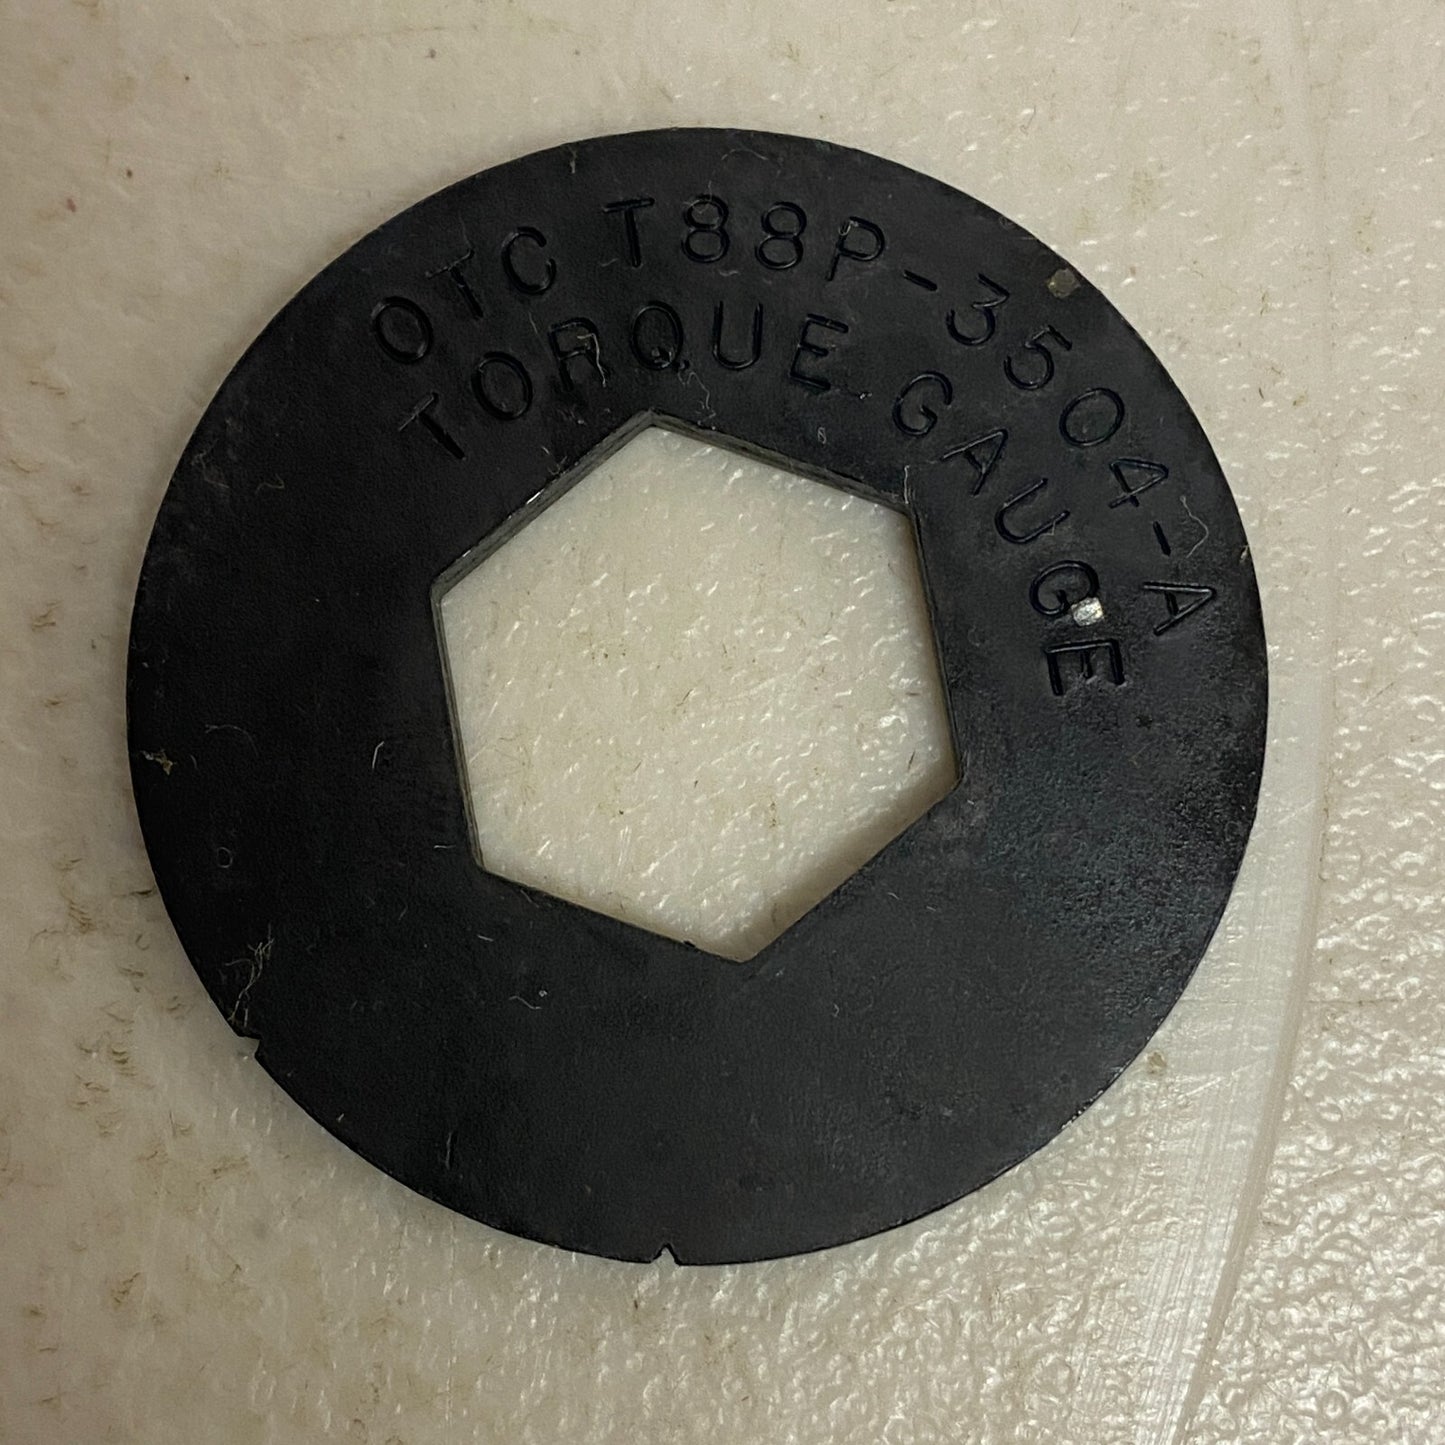 OTC T88P-3504-A
TORQUE GAUGE